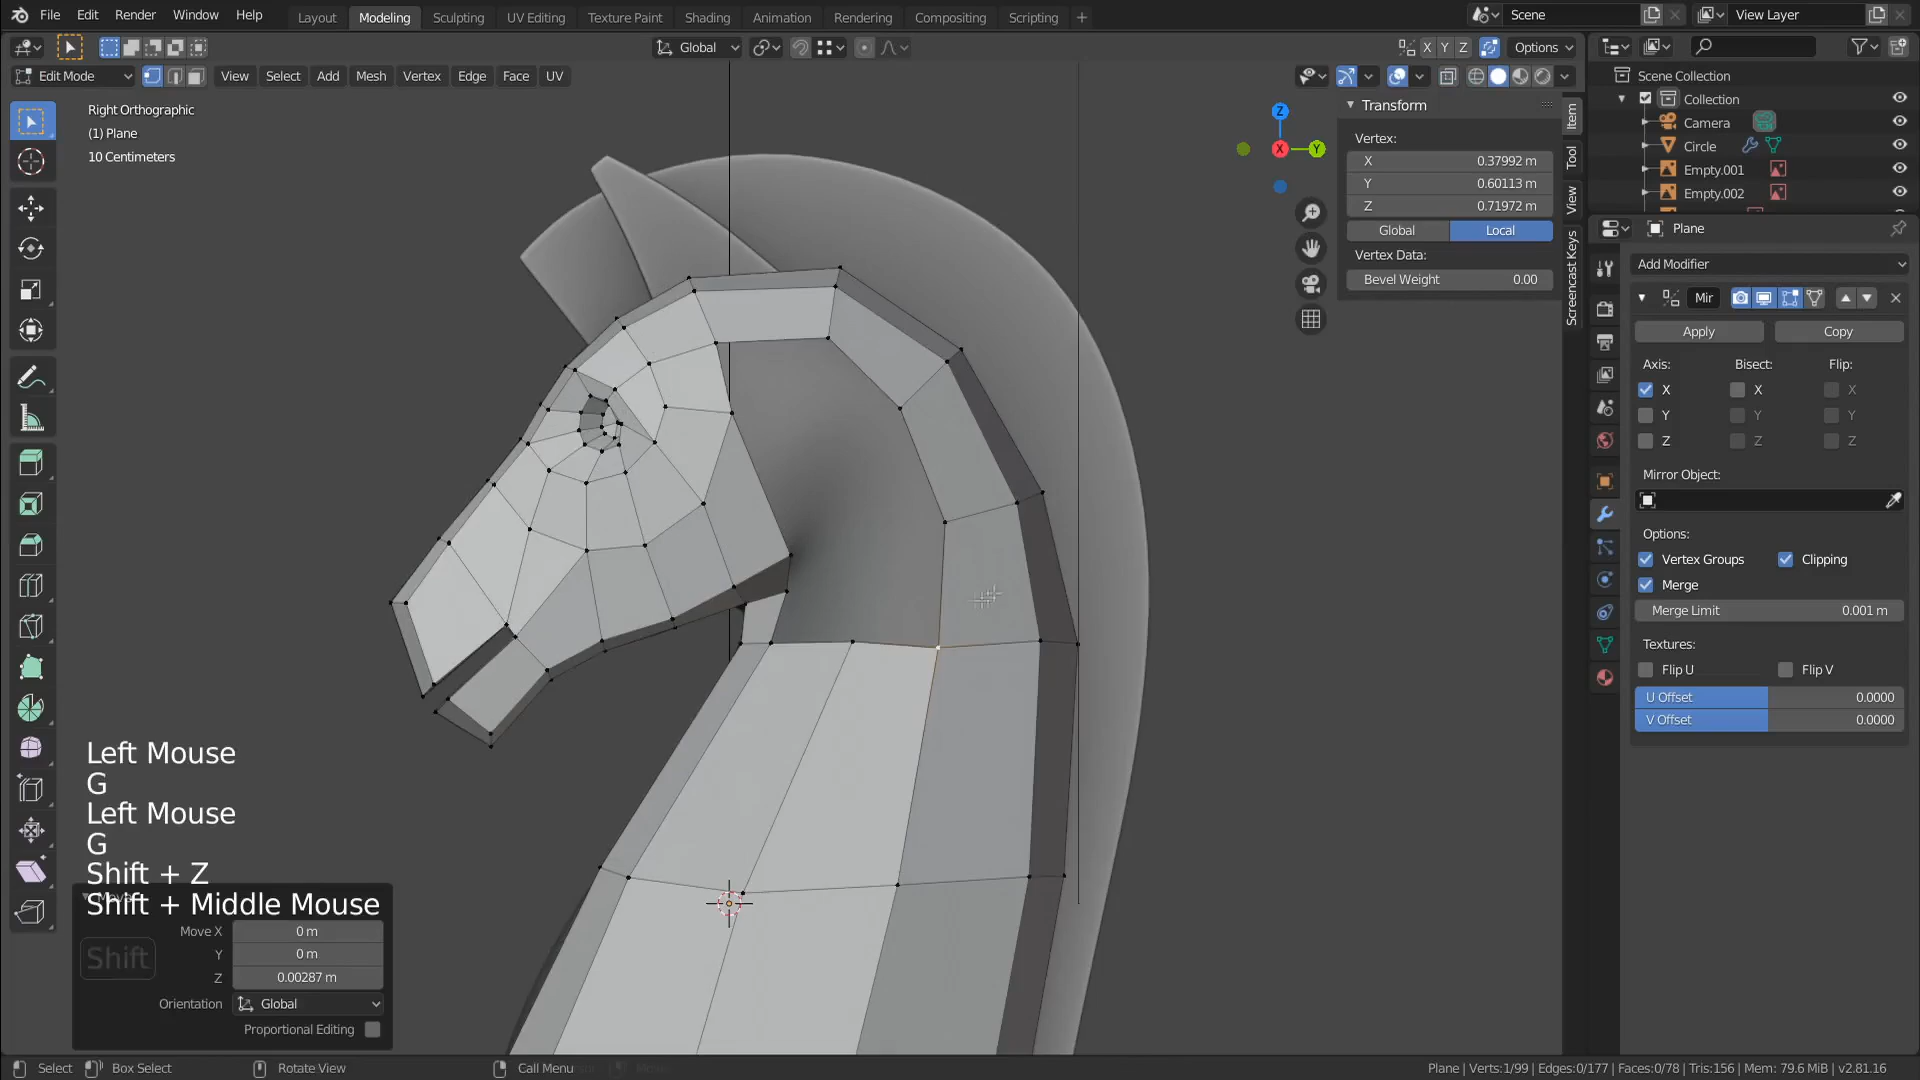 File Edit Render Window Help Layout Modeling Sculpting UV Editing Texture Paint Shading Animation Rendering Compositing Scripting + Scene View Layer
Global X Y Z Options
Edit Mode View Select Add Mesh Vertex Edge Face UV
Right Orthographic
(1) Plane
10 Centimeters
Z
X
Y
Transform
Vertex:
X 0.37992 m
Y 0.60113 m
Z 0.71972 m
Global Local
Vertex Data:
Bevel Weight 0.00
Item
Tool
View
Screencast Keys
Scene Collection
Collection
Camera
Circle
Empty.001
Empty.002
Plane
Add Modifier
Mir
Apply Copy
Axis: Bisect: Flip:
X X X
Y Y Y
Z Z Z
Mirror Object:
Options:
Vertex Groups Clipping
Merge
Merge Limit 0.001 m
Textures:
Flip U Flip V
U Offset 0.0000
V Offset 0.0000
Left Mouse
G
Left Mouse
G
Shift + Z
Shift + Middle Mouse
Shift
Move X 0 m
Y 0 m
Z 0.00287 m
Orientation Global
Proportional Editing
Select Box Select Rotate View Call Menu Plane | Verts:1/99 | Edges:0/177 | Faces:0/78 | Tris:156 | Mem: 79.6 MiB | v2.81.16